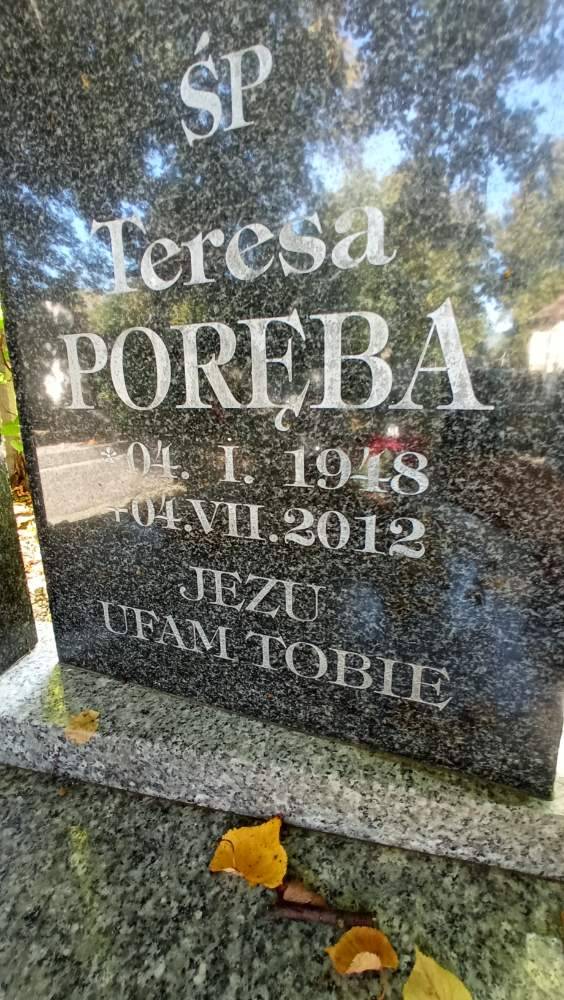 ŚP
Teresa
PORĘBA
*04. I. 1948
+04.VII.2012
JEZU
UFAM TOBIE